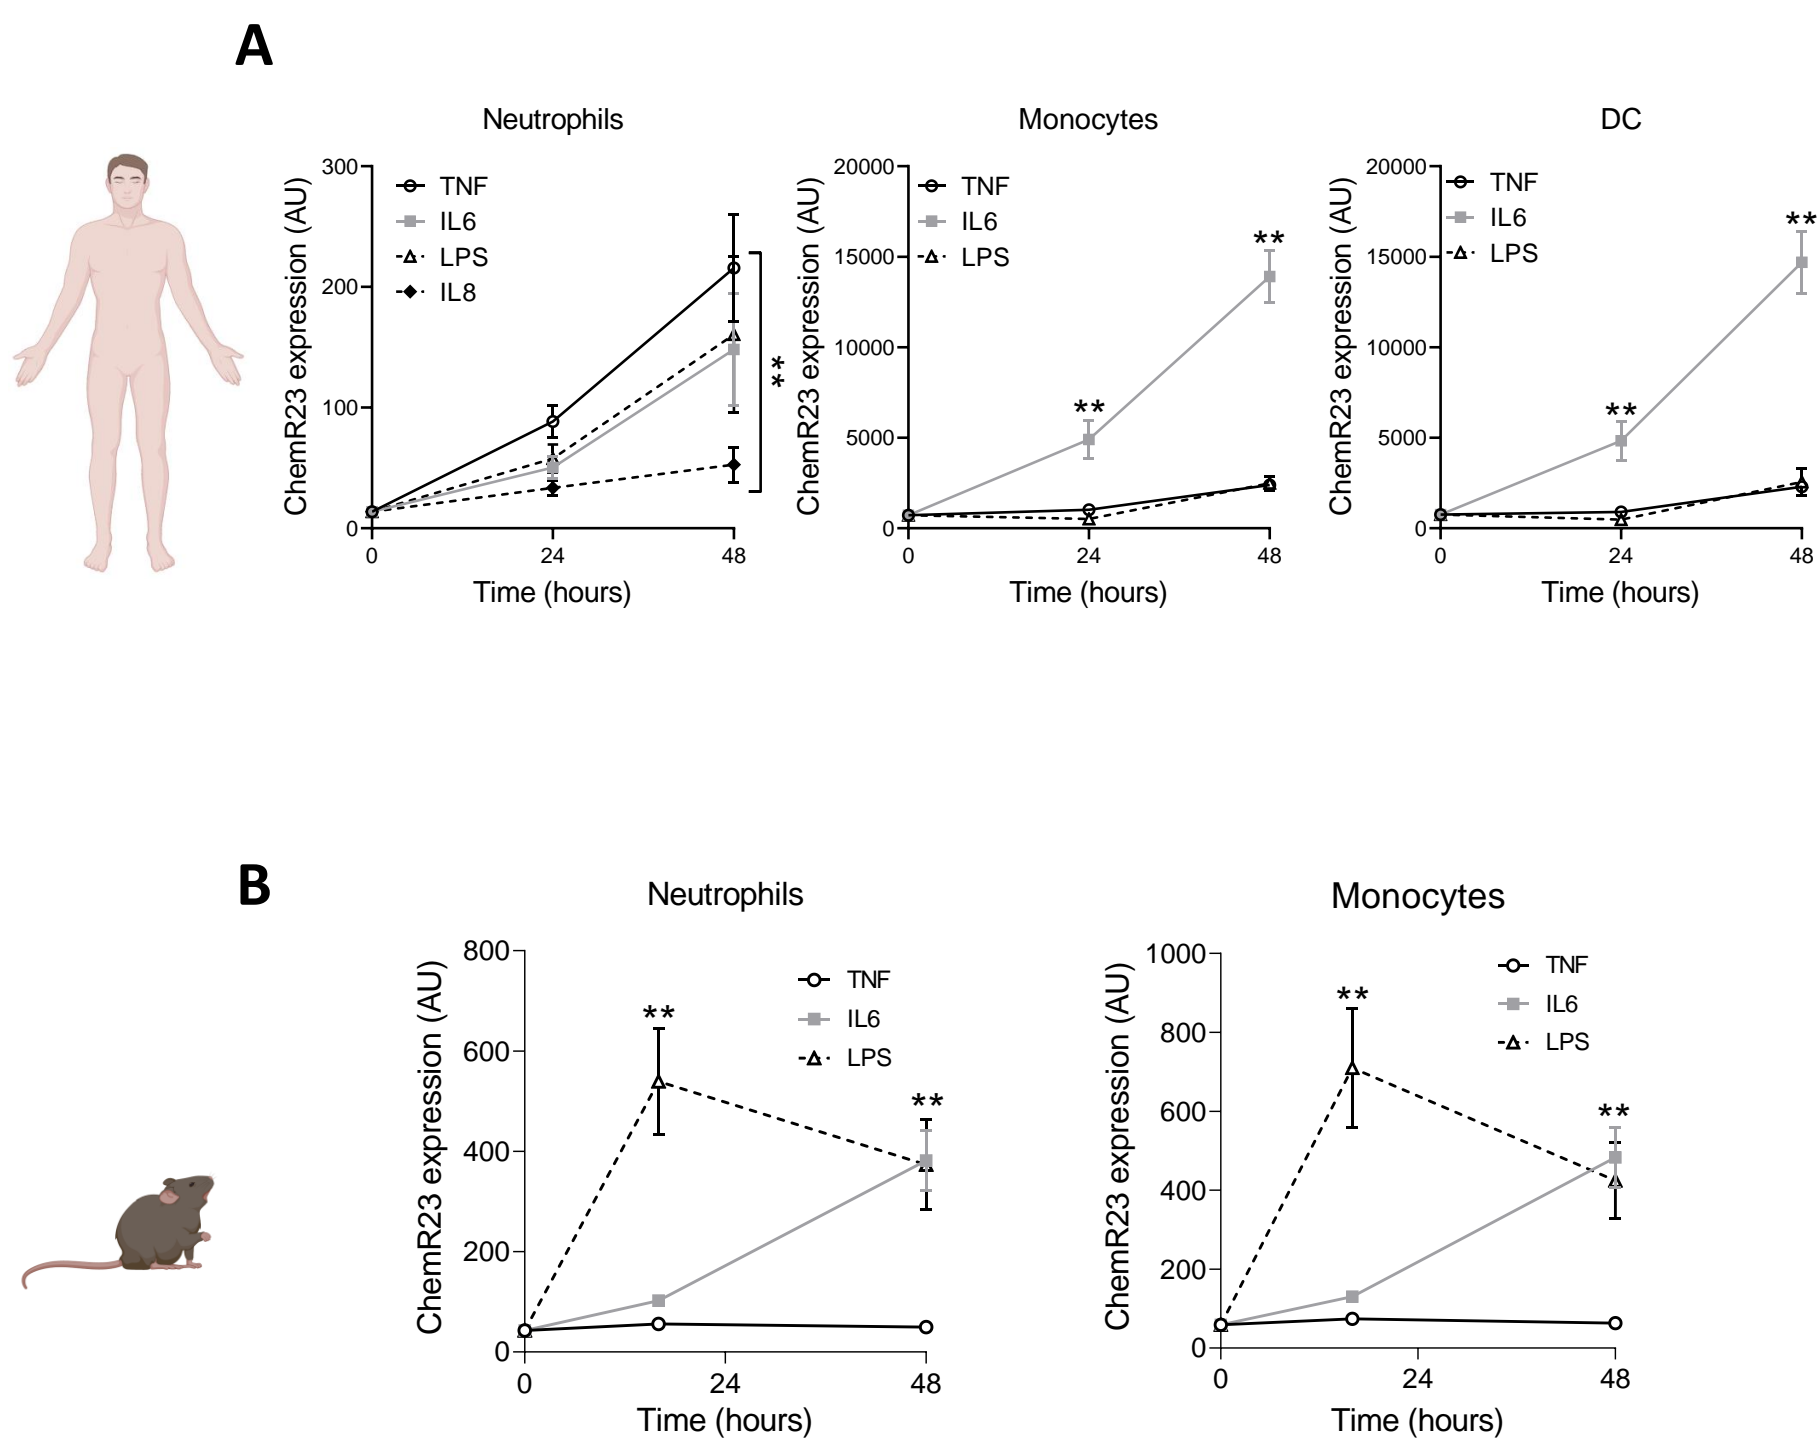 A
Neutrophils
ChemR23 expression (AU)
300
200
100
0
0 24 48
Time (hours)
TNF
IL6
LPS
IL8
**
Monocytes
ChemR23 expression (AU)
20000
15000
10000
5000
0
0 24 48
Time (hours)
TNF
IL6
LPS
**
**
DC
ChemR23 expression (AU)
20000
15000
10000
5000
0
0 24 48
Time (hours)
TNF
IL6
LPS
**
**
B
Neutrophils
ChemR23 expression (AU)
800
600
400
200
0
0 24 48
Time (hours)
TNF
IL6
LPS
**
**
Monocytes
ChemR23 expression (AU)
1000
800
600
400
200
0
0 24 48
Time (hours)
TNF
IL6
LPS
**
**